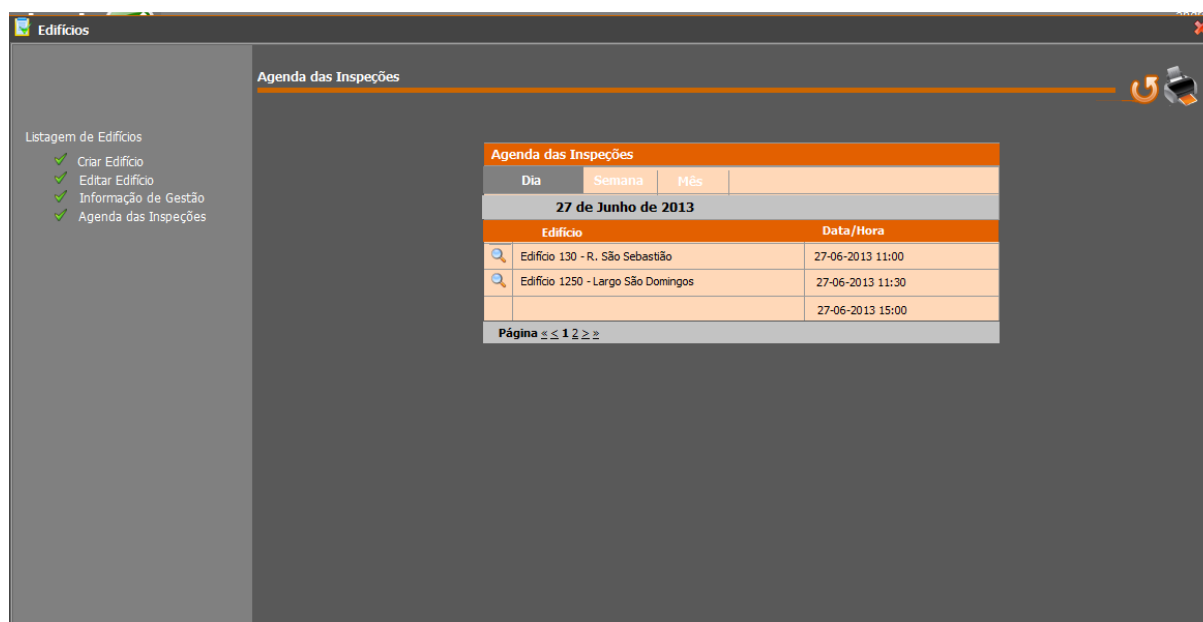 Edifícios
Agenda das Inspeções
Listagem de Edifícios
Criar Edifício
Editar Edifício
Informação de Gestão
Agenda das Inspeções
Agenda das Inspeções
Dia Semana Mês
27 de Junho de 2013
Edifício Data/Hora
Edifício 130 - R. São Sebastião 27-06-2013 11:00
Edifício 1250 - Largo São Domingos 27-06-2013 11:30
27-06-2013 15:00
Página « < 1 2 > »